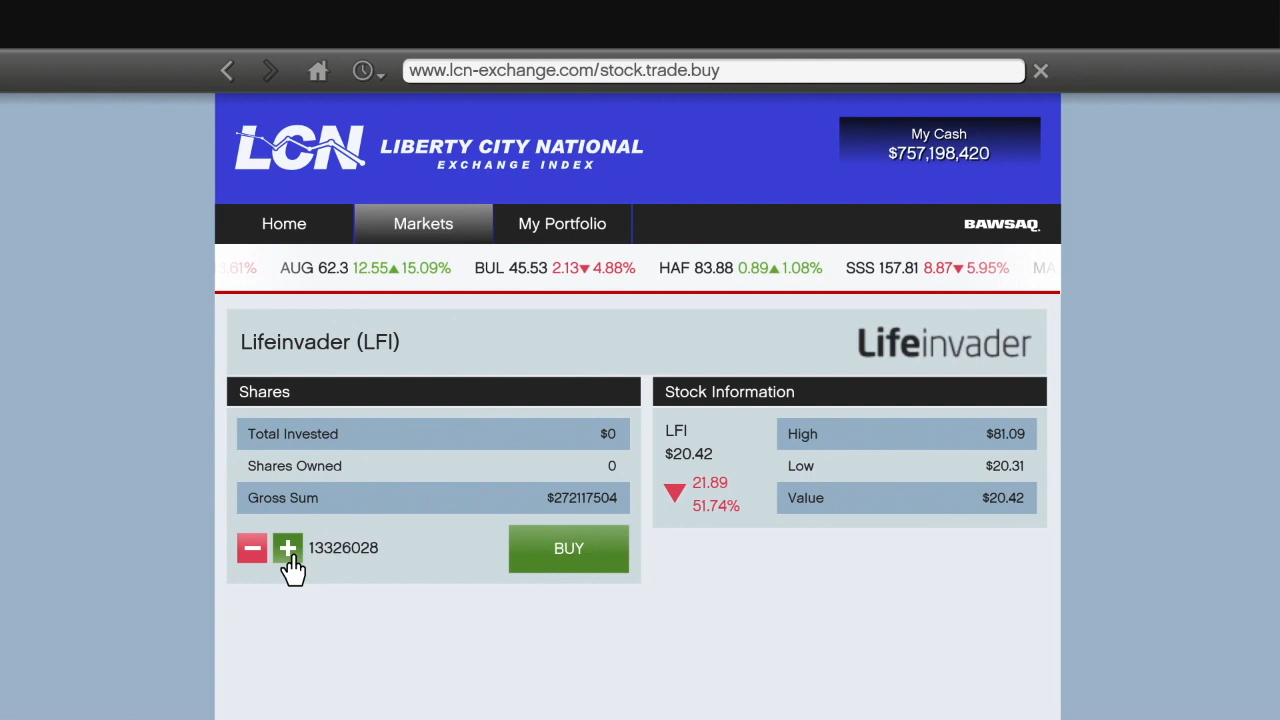 www.lcn-exchange.com/stock.trade.buy
LCN LIBERTY CITY NATIONAL
EXCHANGE INDEX
My Cash
$757,198,420
Home Markets My Portfolio BAWSAQ
3.61% AUG 62.3 12.55▲15.09% BUL 45.53 2.13▼4.88% HAF 83.88 0.89▲1.08% SSS 157.81 8.87▼5.95% MA
Lifeinvader (LFI) Lifeinvader
Shares
Total Invested $0
Shares Owned 0
Gross Sum $272117504
13326028 BUY
Stock Information
LFI
$20.42
21.89
51.74%
High $81.09
Low $20.31
Value $20.42